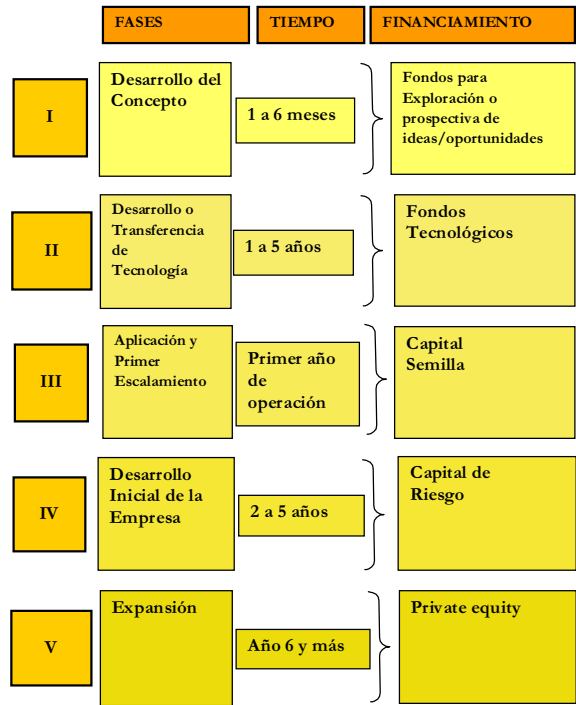 FASES TIEMPO FINANCIAMIENTO
I
Desarrollo del
Concepto
1 a 6 meses
Fondos para
Exploración o
prospectiva de
ideas/oportunidades
II
Desarrollo o
Transferencia
de
Tecnología
1 a 5 años
Fondos
Tecnológicos
III
Aplicación y
Primer
Escalamiento
Primer año
de
operación
Capital
Semilla
IV
Desarrollo
Inicial de la
Empresa
2 a 5 años
Capital de
Riesgo
V
Expansión
Año 6 y más
Private equity